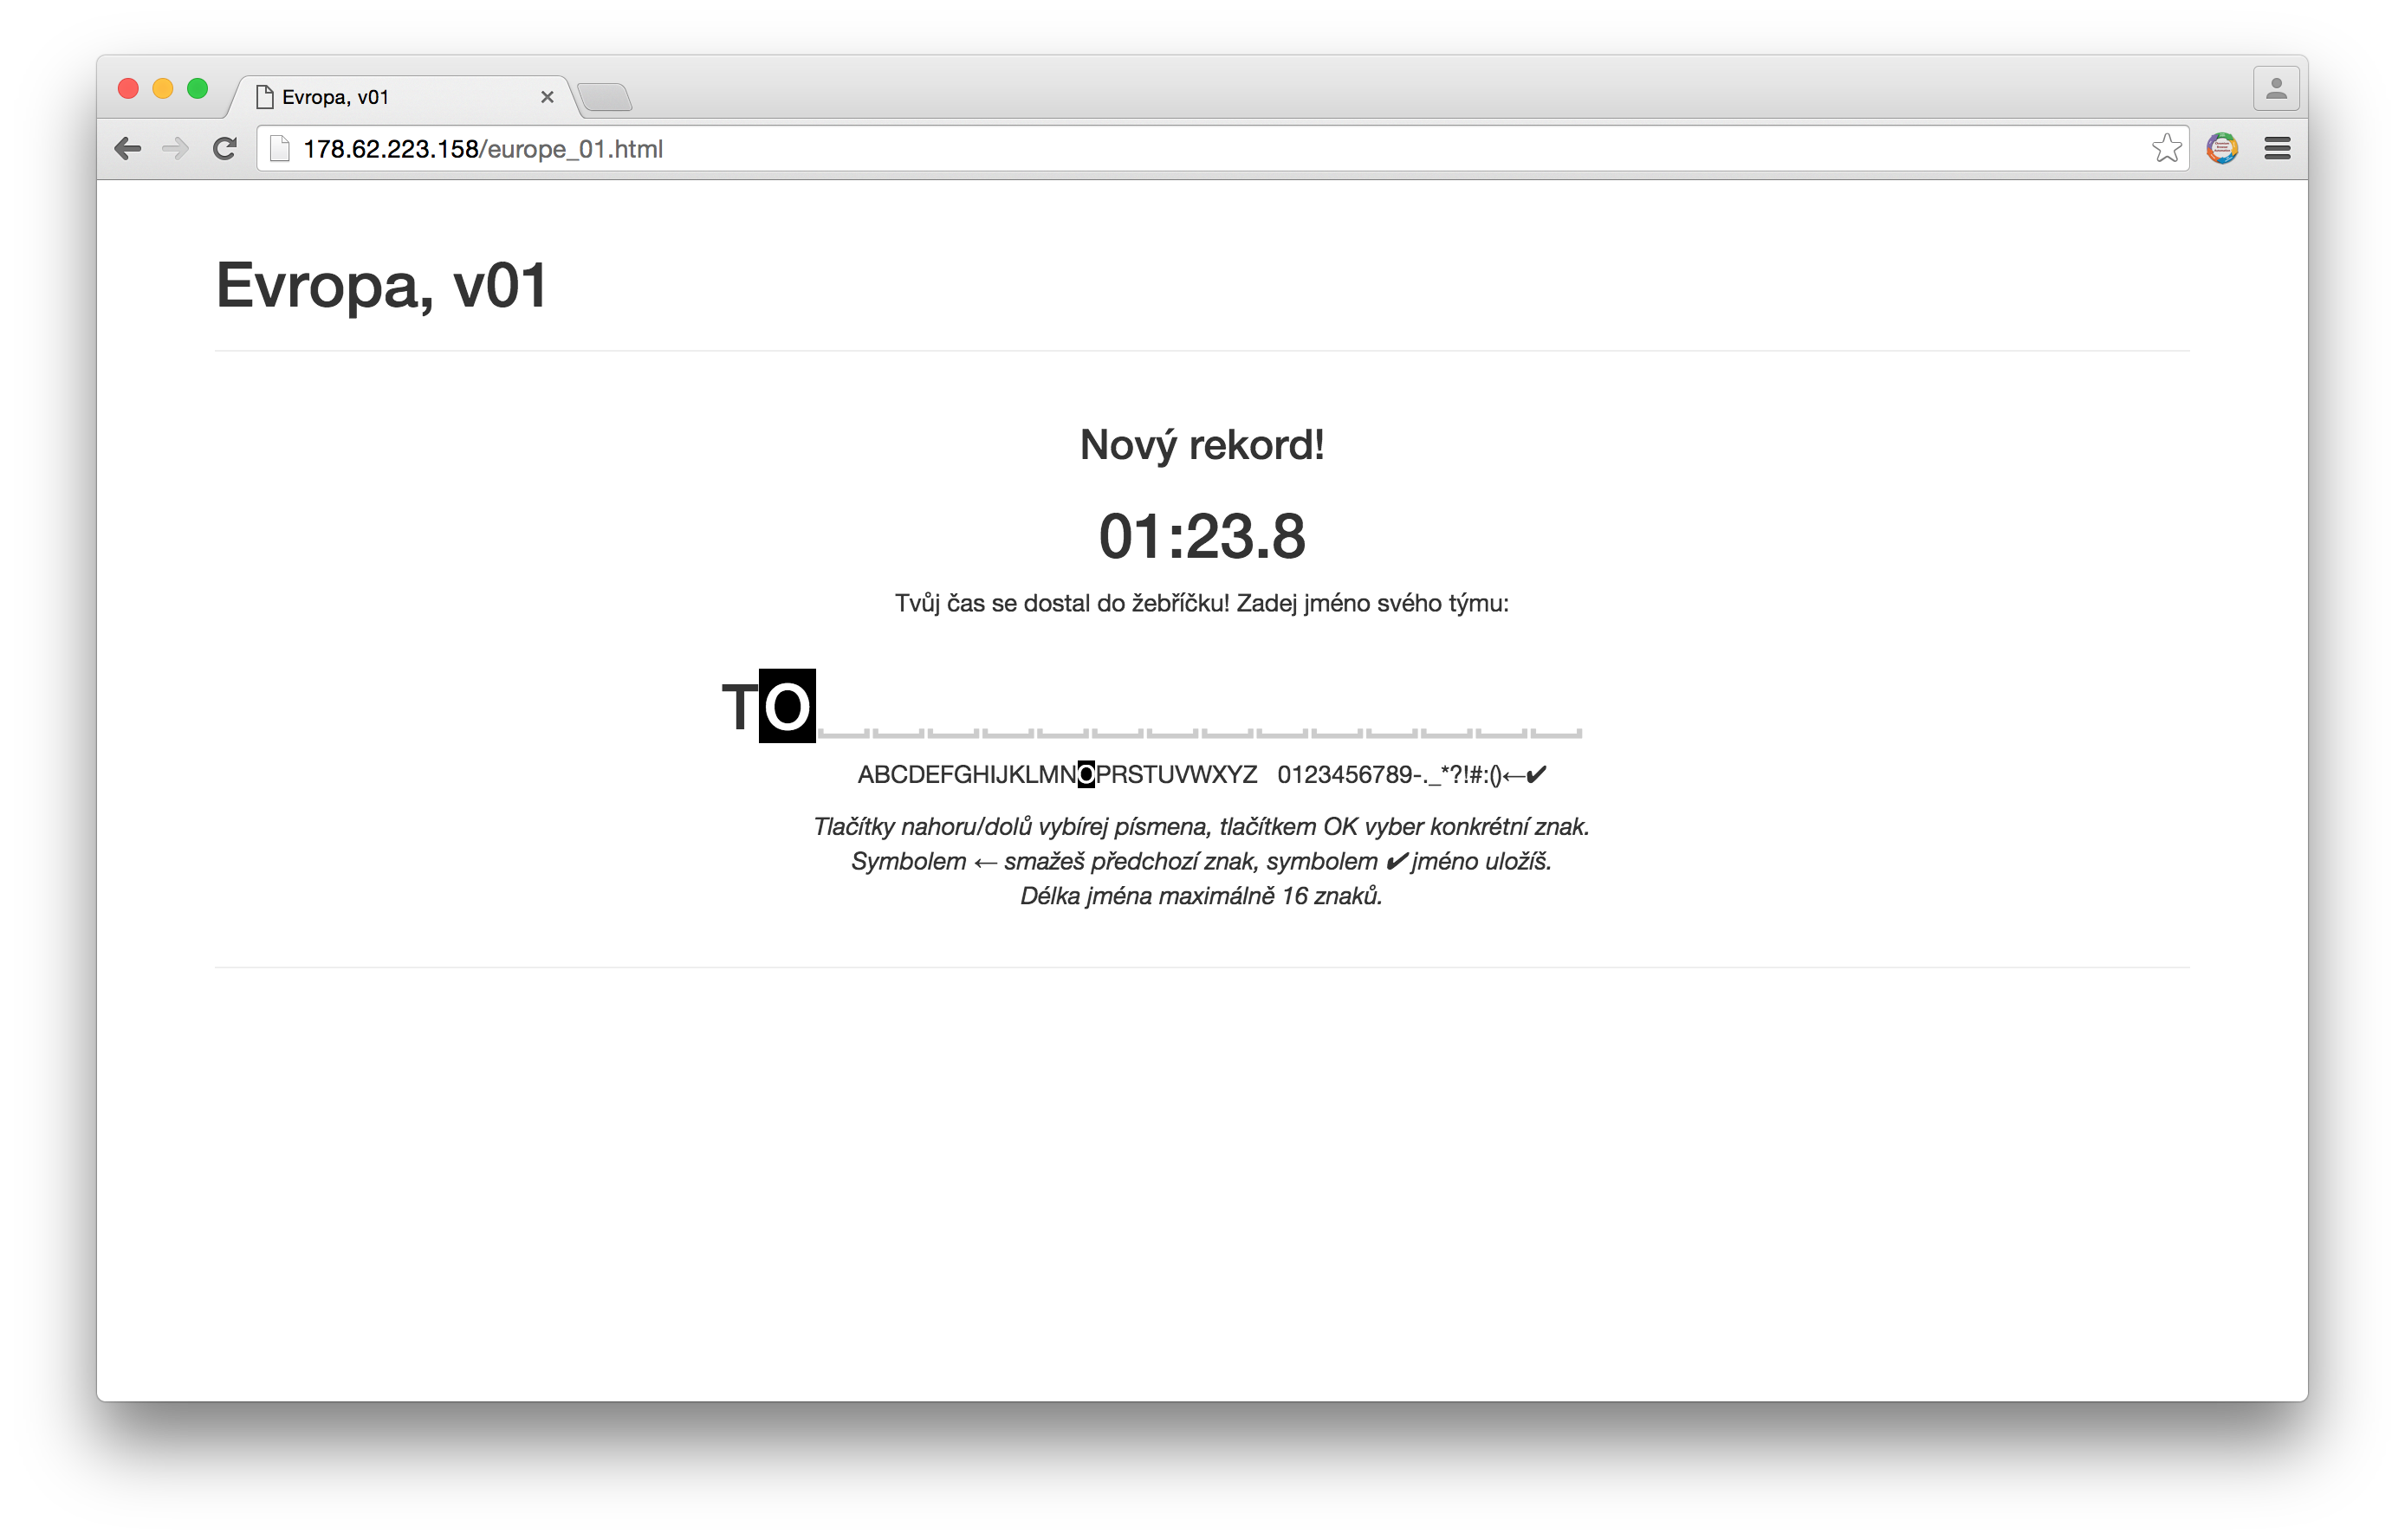 Evropa, v01
178.62.223.158/europe_01.html
Evropa, v01
Nový rekord!
01:23.8
Tvůj čas se dostal do žebříčku! Zadej jméno svého týmu:
TO
ABCDEFGHIJKLMNOPRSTUVWXYZ 0123456789-._*?!#:()←✔
Tlačítky nahoru/dolů vybírej písmena, tlačítkem OK vyber konkrétní znak.
Symbolem ← smažeš předchozí znak, symbolem ✔ jméno uložíš.
Délka jména maximálně 16 znaků.